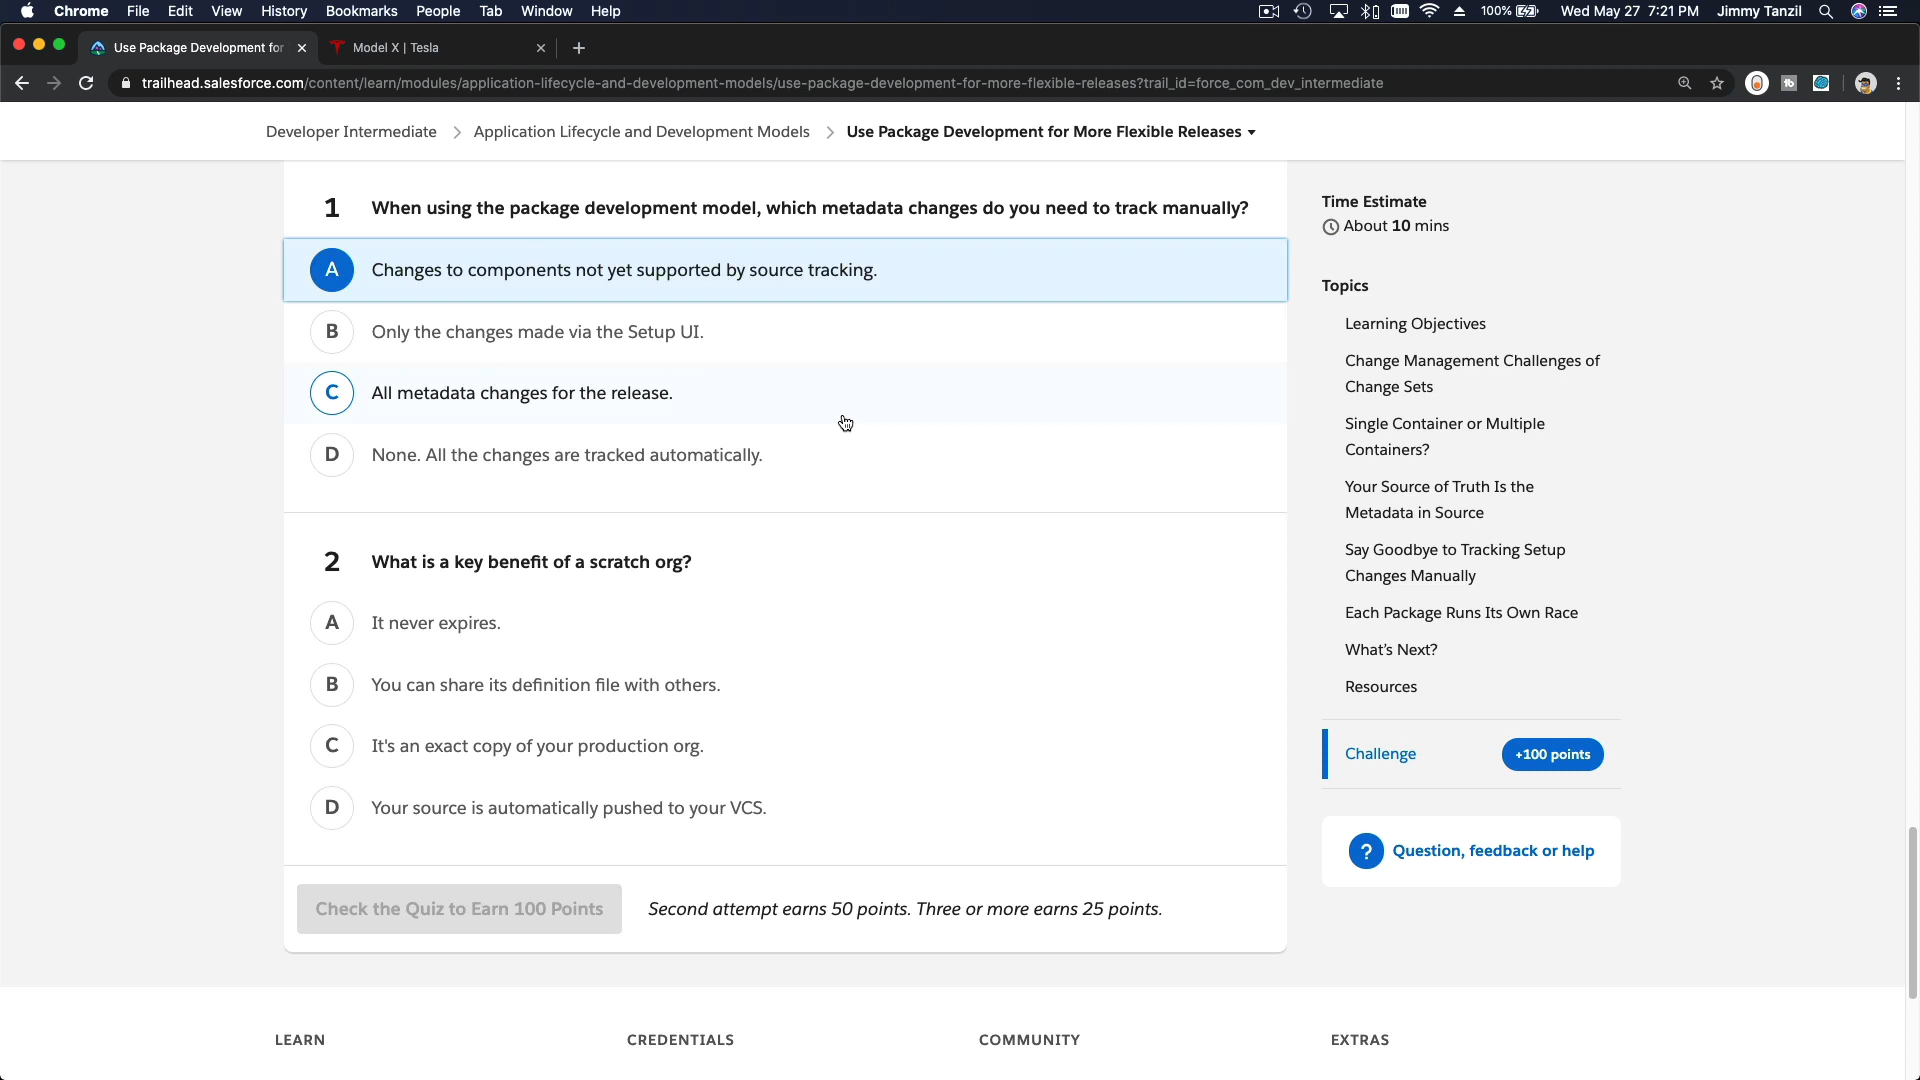 Chrome File Edit View History Bookmarks People Tab Window Help 100% Wed May 27 7:21 PM Jimmy Tanzil
Use Package Development for Model X | Tesla
trailhead.salesforce.com/content/learn/modules/application-lifecycle-and-development-models/use-package-development-for-more-flexible-releases?trail_id=force_com_dev_intermediate
Developer Intermediate > Application Lifecycle and Development Models > Use Package Development for More Flexible Releases
1 When using the package development model, which metadata changes do you need to track manually?
A Changes to components not yet supported by source tracking.
B Only the changes made via the Setup UI.
C All metadata changes for the release.
D None. All the changes are tracked automatically.
2 What is a key benefit of a scratch org?
A It never expires.
B You can share its definition file with others.
C It's an exact copy of your production org.
D Your source is automatically pushed to your VCS.
Check the Quiz to Earn 100 Points Second attempt earns 50 points. Three or more earns 25 points.
Time Estimate
About 10 mins
Topics
Learning Objectives
Change Management Challenges of
Change Sets
Single Container or Multiple
Containers?
Your Source of Truth Is the
Metadata in Source
Say Goodbye to Tracking Setup
Changes Manually
Each Package Runs Its Own Race
What's Next?
Resources
Challenge +100 points
? Question, feedback or help
LEARN CREDENTIALS COMMUNITY EXTRAS